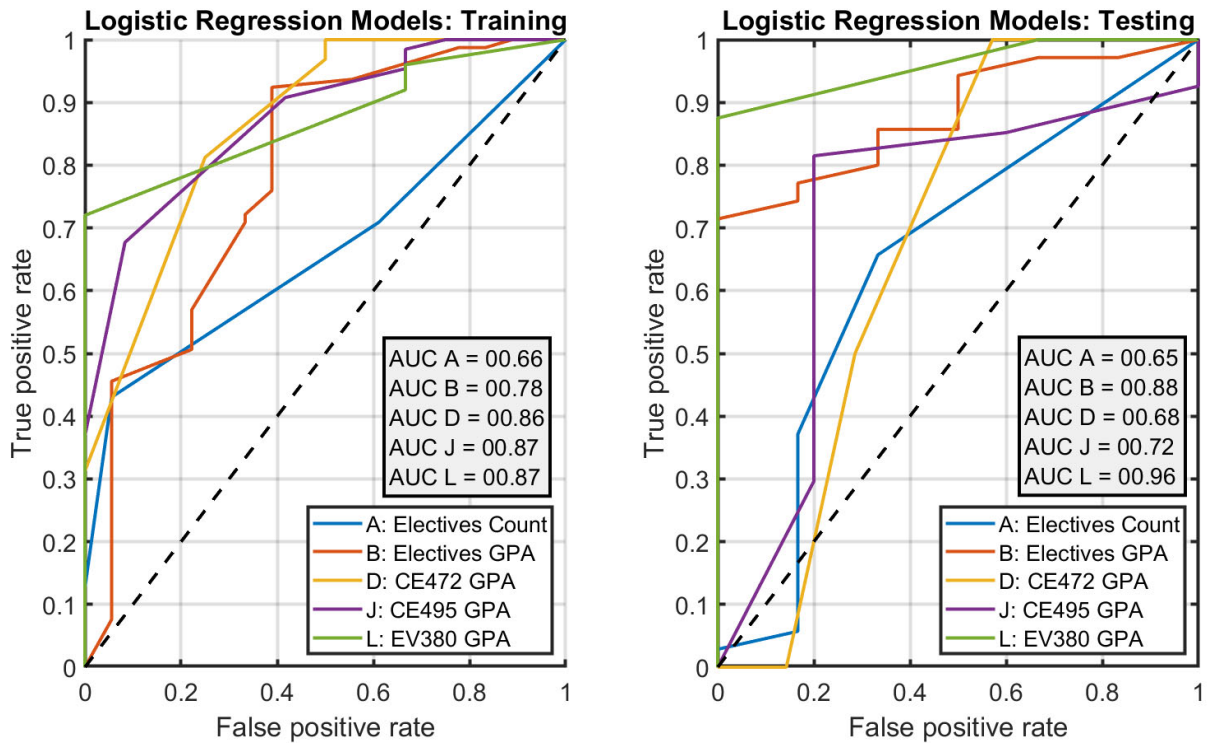 Logistic Regression Models: Training
1
0.9
0.8
0.7
0.6
0.5
0.4
0.3
0.2
0.1
0
True positive rate
AUC A = 00.66
AUC B = 00.78
AUC D = 00.86
AUC J = 00.87
AUC L = 00.87
A: Electives Count
B: Electives GPA
D: CE472 GPA
J: CE495 GPA
L: EV380 GPA
0 0.2 0.4 0.6 0.8 1
False positive rate
Logistic Regression Models: Testing
1
0.9
0.8
0.7
0.6
0.5
0.4
0.3
0.2
0.1
0
True positive rate
AUC A = 00.65
AUC B = 00.88
AUC D = 00.68
AUC J = 00.72
AUC L = 00.96
A: Electives Count
B: Electives GPA
D: CE472 GPA
J: CE495 GPA
L: EV380 GPA
0 0.2 0.4 0.6 0.8 1
False positive rate